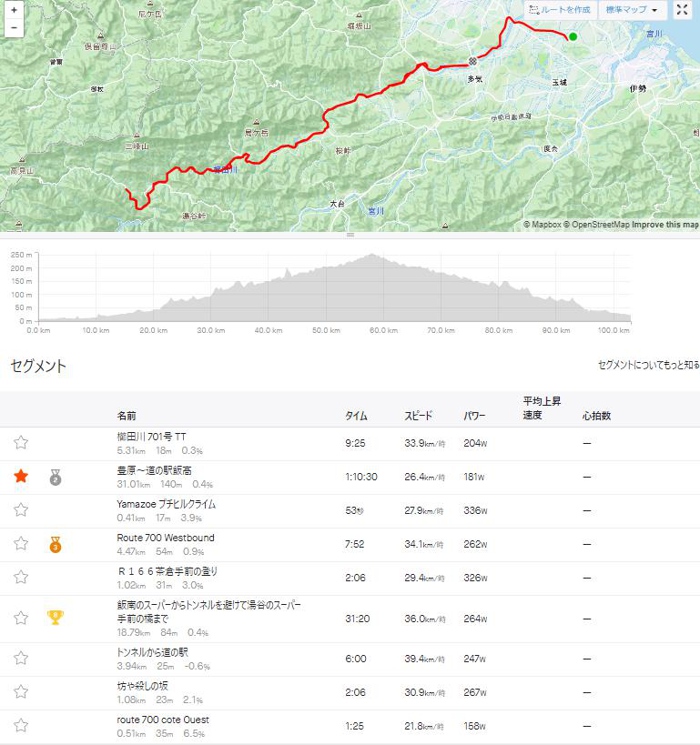 +
−
ルートを作成
標準マップ
堀坂山
宮川
多気
玉城
伊勢
度会
三峰山
局ケ岳
高見山
桜峠
湯谷峠
大台
宮川
© Mapbox © OpenStreetMap Improve this map
250 m
200 m
150 m
100 m
50 m
0 m
0.0 km 10.0 km 20.0 km 30.0 km 40.0 km 50.0 km 60.0 km 70.0 km 80.0 km 90.0 km 100.0 km
セグメント
セグメントについてもっと知る
名前 タイム スピード パワー 平均上昇速度 心拍数
櫛田川 701号 TT
5.31km 18m 0.3%
9:25 33.9km/時 204W —
豊原〜道の駅飯高
31.01km 140m 0.4%
1:10:30 26.4km/時 181W —
Yamazoe プチヒルクライム
0.41km 17m 3.9%
53秒 27.9km/時 336W —
Route 700 Westbound
4.47km 54m 0.9%
7:52 34.1km/時 262W —
Ｒ１６６茶倉手前の登り
1.02km 31m 3.0%
2:06 29.4km/時 326W —
飯南のスーパーからトンネルを避けて湯谷のスーパー
手前の橋まで
18.79km 84m 0.4%
31:20 36.0km/時 264W —
トンネルから道の駅
3.94km 25m -0.6%
6:00 39.4km/時 247W —
坊や殺しの坂
1.08km 23m 2.1%
2:06 30.9km/時 267W —
route 700 cote Ouest
0.51km 35m 6.5%
1:25 21.8km/時 158W —